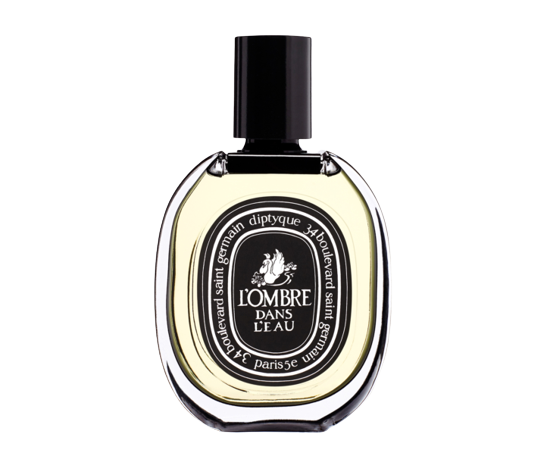 34 boulevard saint germain diptyque 34 boulevard saint germain
paris5e
L'OMBRE
DANS
L'EAU